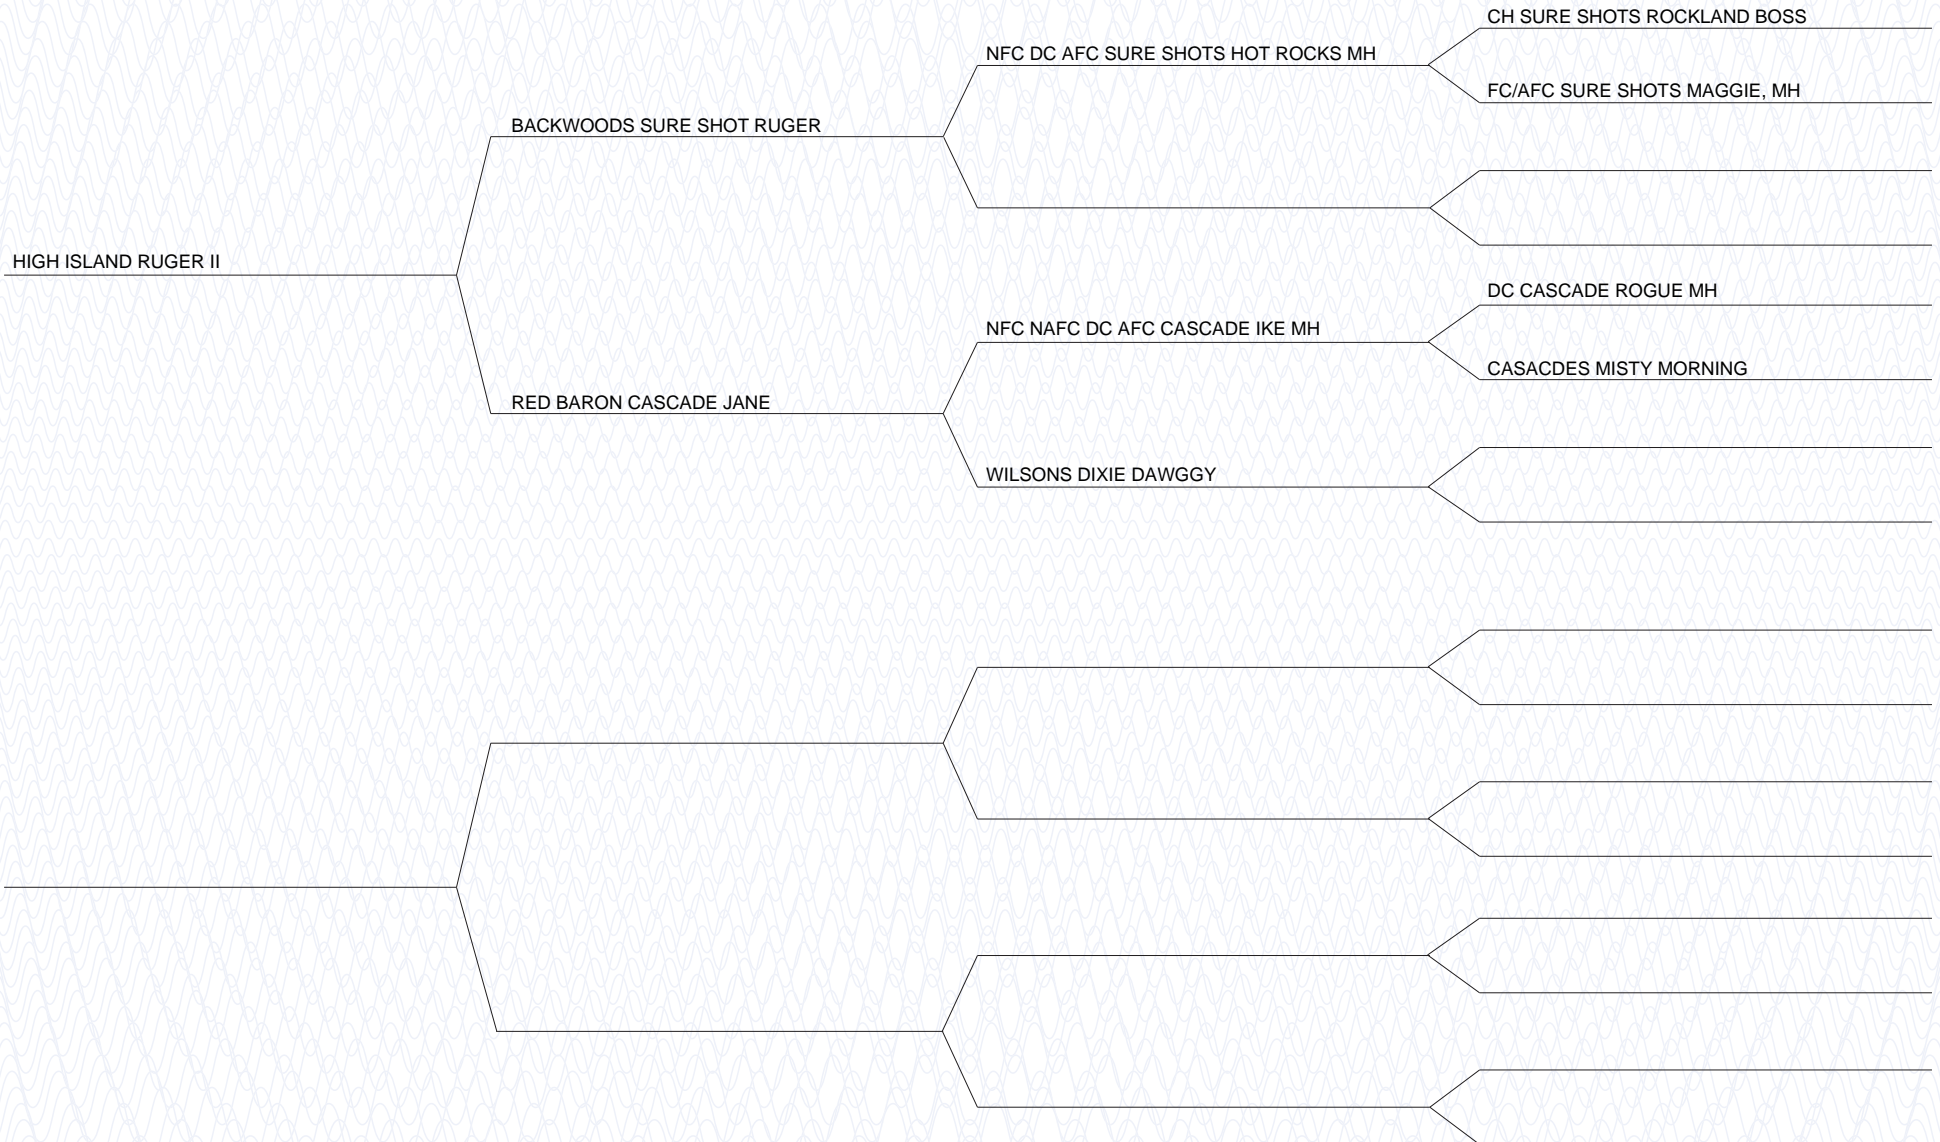 CH SURE SHOTS ROCKLAND BOSS
NFC DC AFC SURE SHOTS HOT ROCKS MH
FC/AFC SURE SHOTS MAGGIE, MH
BACKWOODS SURE SHOT RUGER
HIGH ISLAND RUGER II
DC CASCADE ROGUE MH
NFC NAFC DC AFC CASCADE IKE MH
CASACDES MISTY MORNING
RED BARON CASCADE JANE
WILSONS DIXIE DAWGGY